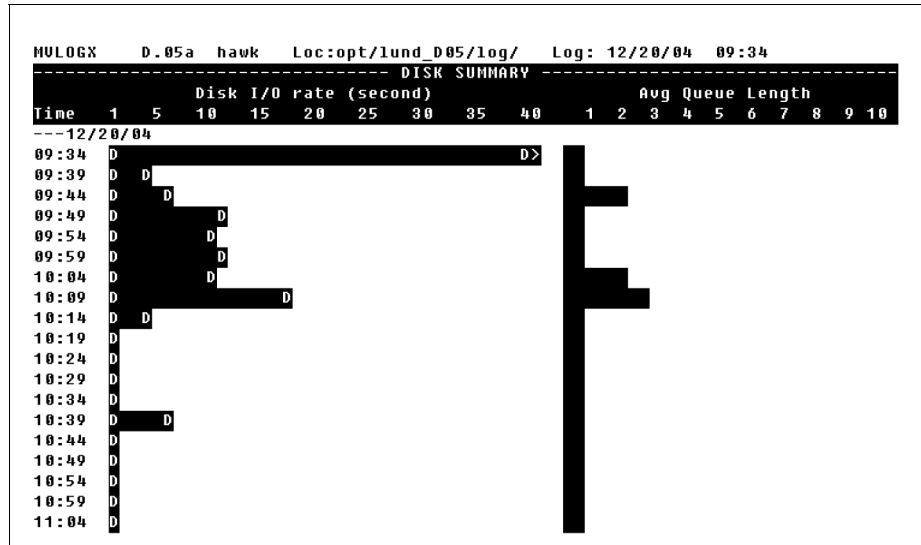 MVLOGX D.05a hawk Loc:opt/lund_D05/log/ Log: 12/20/04 09:34
---------------------------------- DISK SUMMARY ----------------------------------
Disk I/O rate (second) Avg Queue Length
Time 1 5 10 15 20 25 30 35 40 1 2 3 4 5 6 7 8 9 10
---12/20/04
09:34 D D>
09:39 D D
09:44 D D
09:49 D D
09:54 D D
09:59 D D
10:04 D D
10:09 D D
10:14 D D
10:19 D
10:24 D
10:29 D
10:34 D
10:39 D D
10:44 D
10:49 D
10:54 D
10:59 D
11:04 D